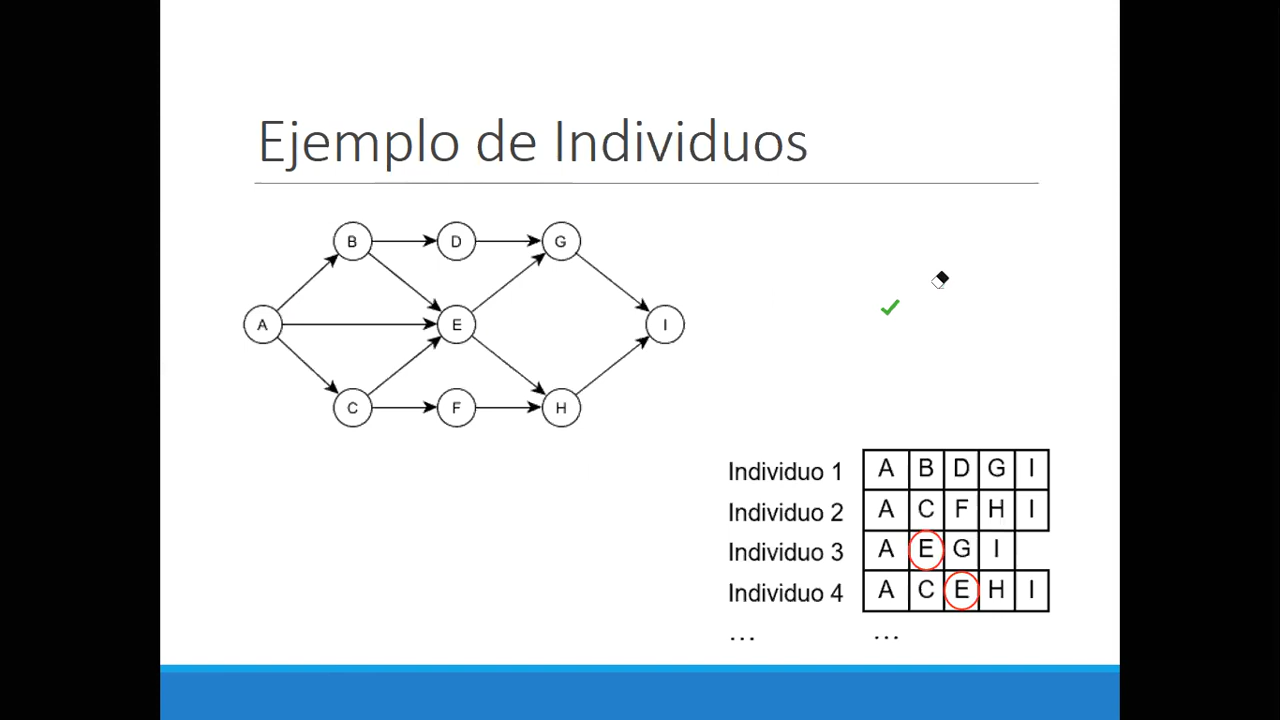 Ejemplo de Individuos
B D G
A E I
C F H
Individuo 1 A B D G I
Individuo 2 A C F H I
Individuo 3 A E G I
Individuo 4 A C E H I
... ...